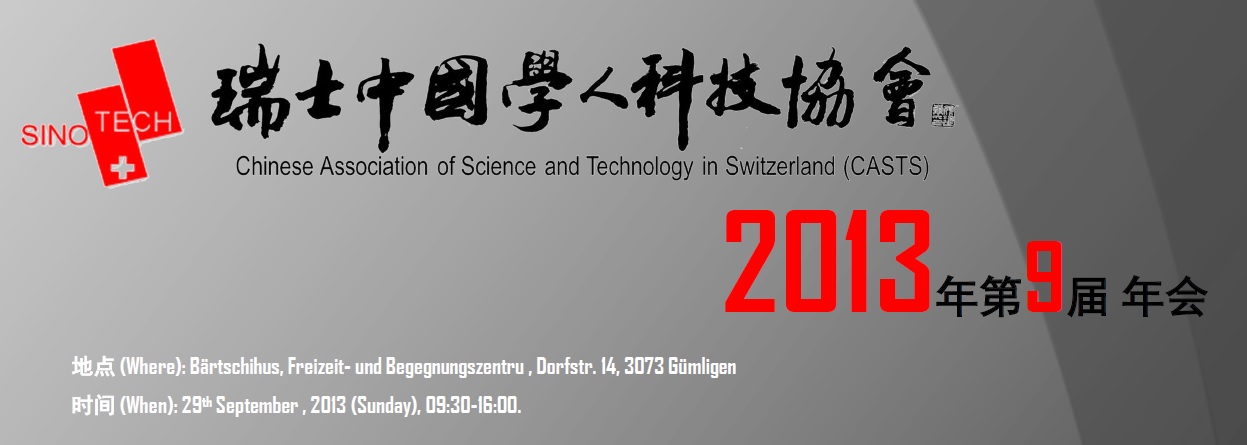 SINO TECH
瑞士中國學人科技協會
Chinese Association of Science and Technology in Switzerland (CASTS)
2013年第9届 年会
地点 (Where): Bärtschihus, Freizeit- und Begegnungszentru , Dorfstr. 14, 3073 Gümligen
时间 (When): 29th September , 2013 (Sunday), 09:30-16:00.